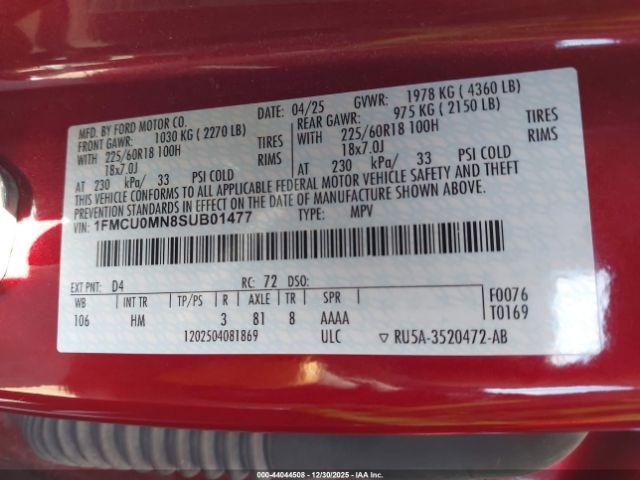 MFD. BY FORD MOTOR CO.
DATE: 04/25
GVWR: 1978 KG ( 4360 LB)
FRONT GAWR: 1030 KG ( 2270 LB)
REAR GAWR: 975 KG ( 2150 LB)
WITH 225/60R18 100H TIRES
WITH 225/60R18 100H TIRES
18x7.0J RIMS
18x7.0J RIMS
AT 230 kPa/ 33 PSI COLD
AT 230 kPa/ 33 PSI COLD
THIS VEHICLE CONFORMS TO ALL APPLICABLE FEDERAL MOTOR VEHICLE SAFETY AND THEFT
PREVENTION STANDARDS IN EFFECT ON THE DATE OF MANUFACTURE SHOWN ABOVE.
VIN: 1FMCU0MN8SUB01477
TYPE: MPV
EXT PNT: D4 RC: 72 DSO:
WB INT TR TP/PS R AXLE TR SPR
106 HM 3 81 8 AAAA
F0076
T0169
1202504081869 ULC ▽ RU5A-3520472-AB
-000-44044508 - 12/30/2025 - IAAI.com